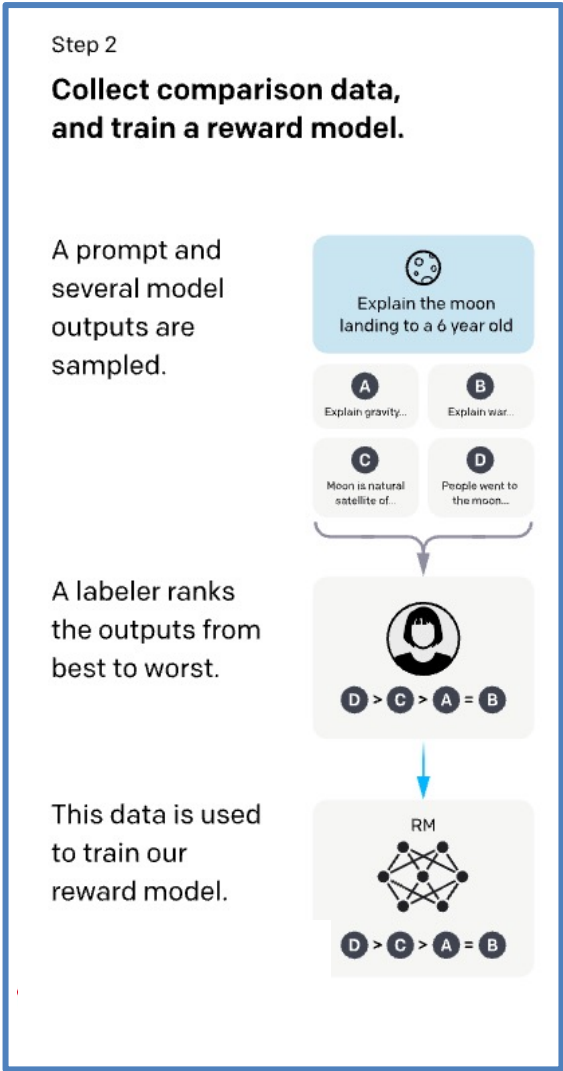 Step 2
Collect comparison data,
and train a reward model.
A prompt and
several model
outputs are
sampled.
Explain the moon
landing to a 6 year old
A
Explain gravity...
B
Explain war...
C
Moon is natural
satellite of...
D
People went to
the moon...
A labeler ranks
the outputs from
best to worst.
D > C > A = B
This data is used
to train our
reward model.
RM
D > C > A = B